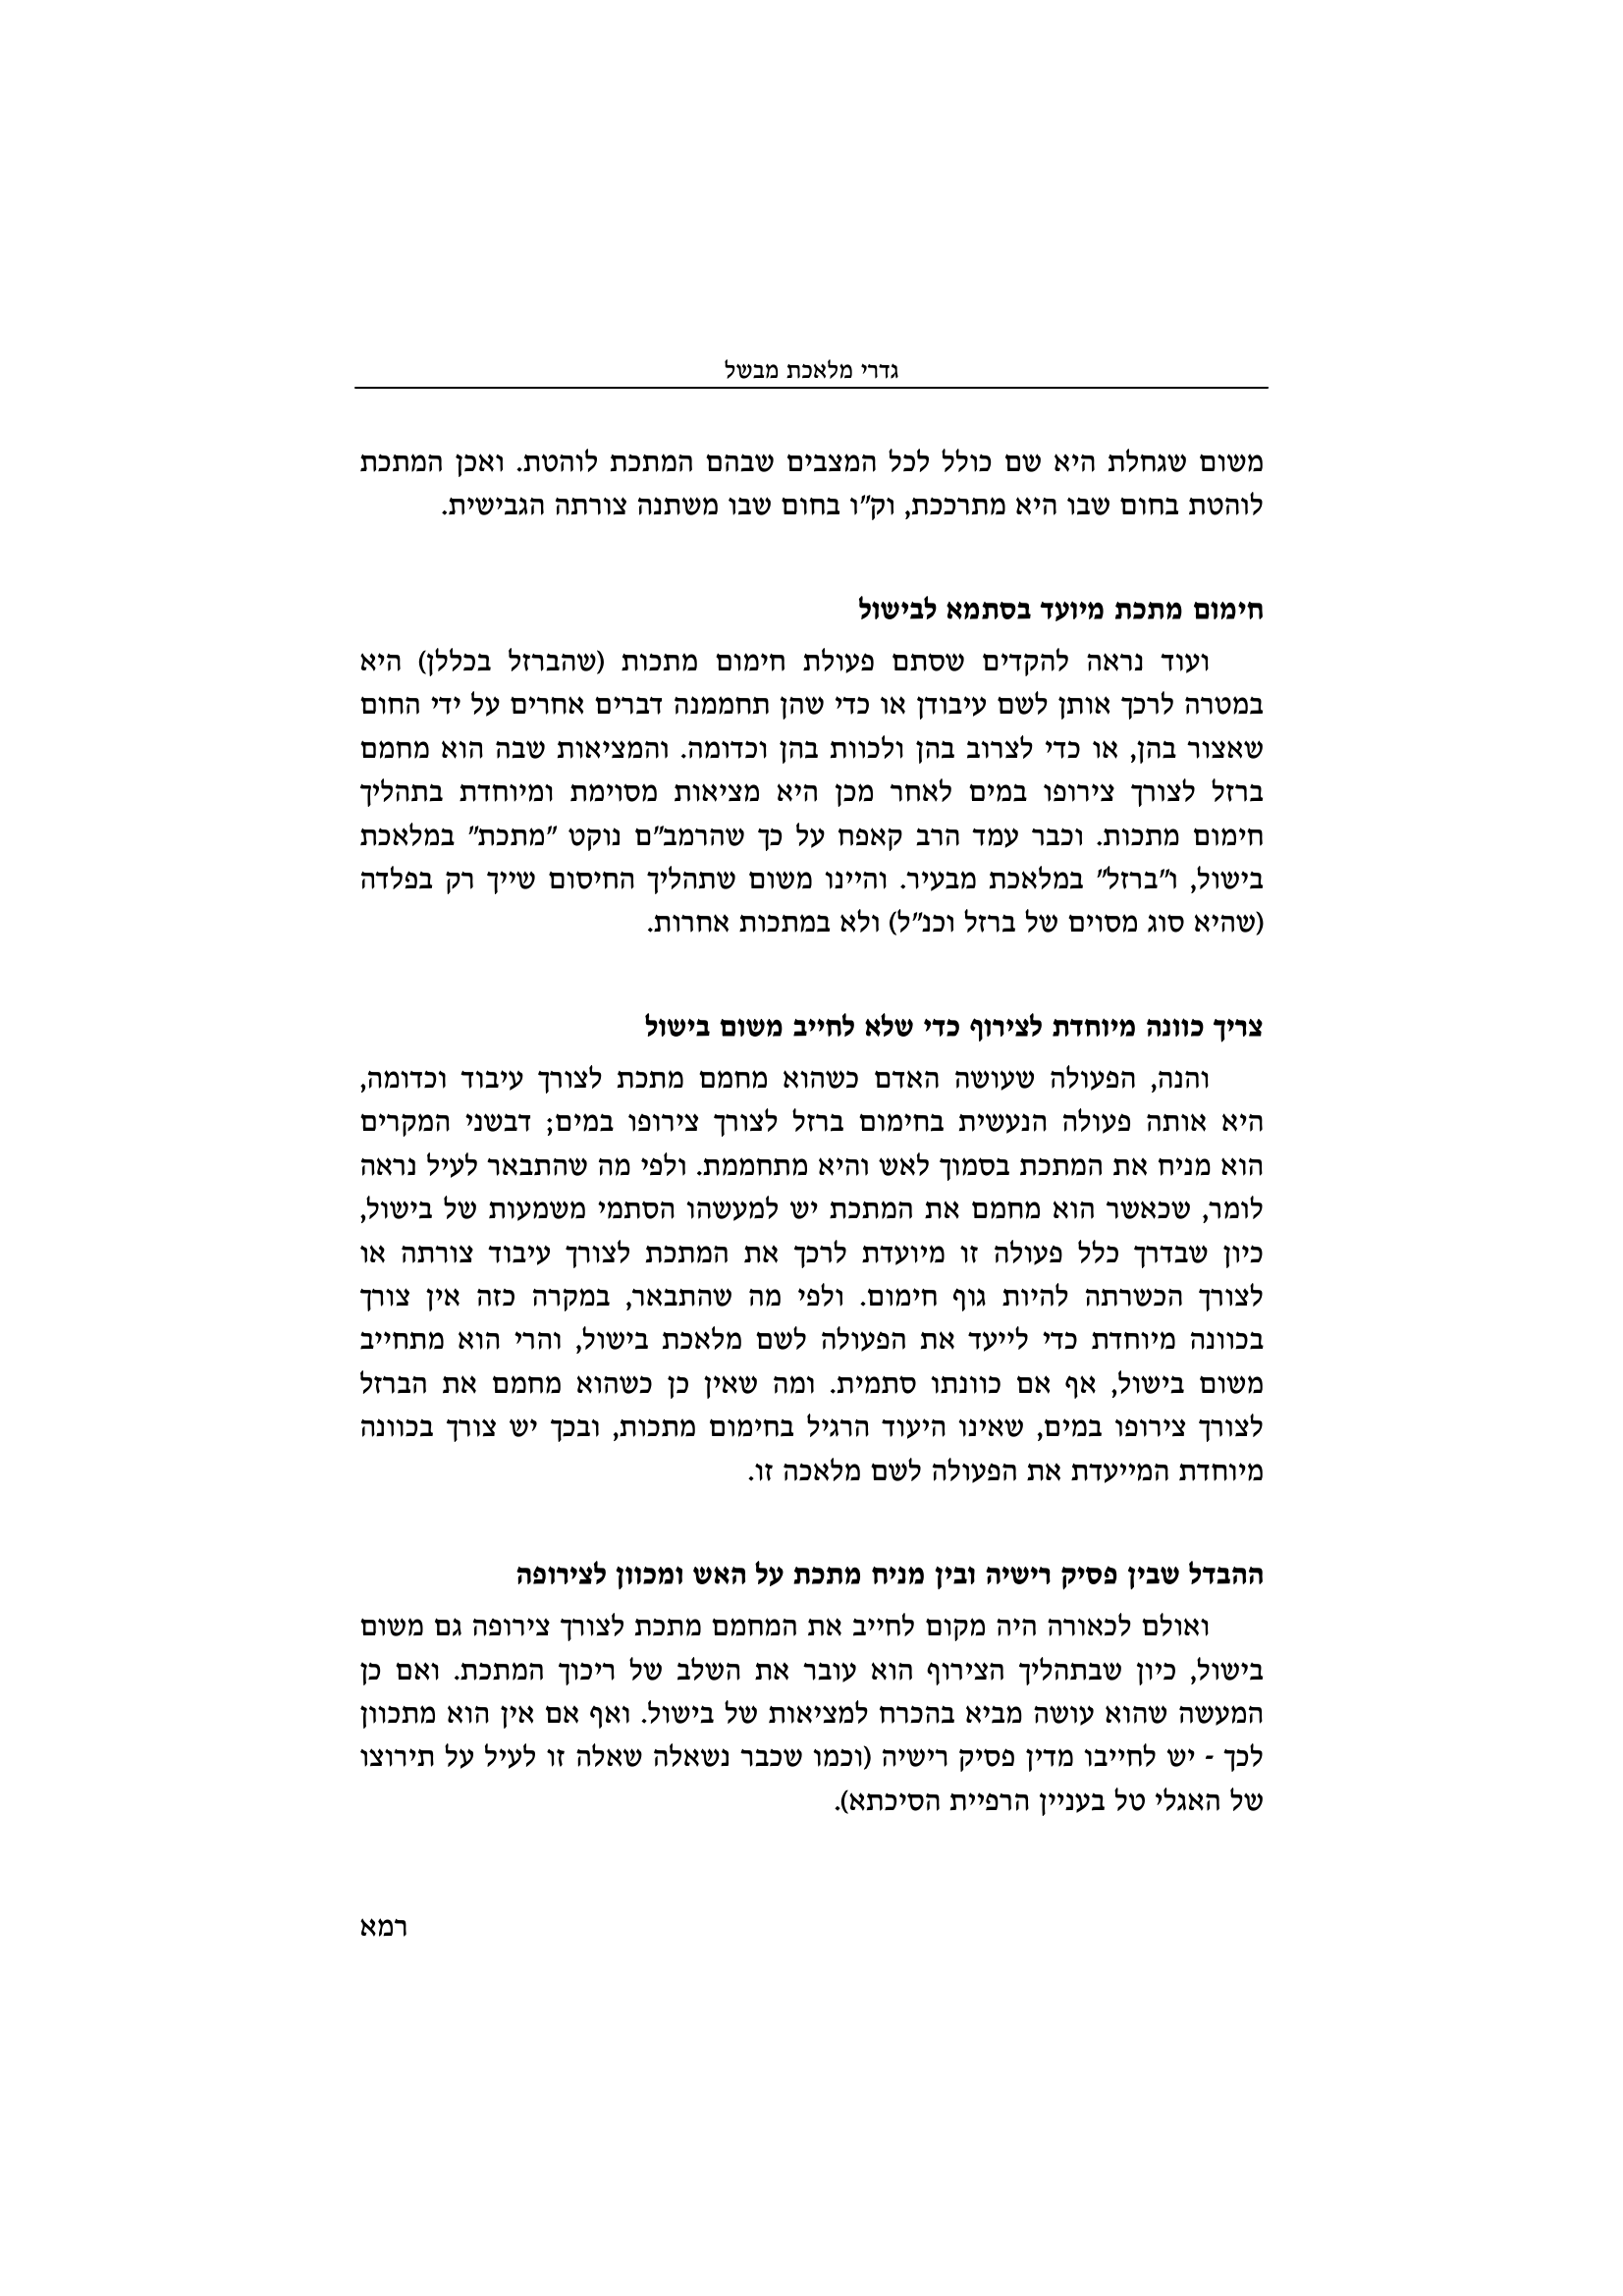 גדרי מלאכת מבשל
משום שגחלת היא שם כולל לכל המצבים שבהם המתכת לוהטת. ואכן המתכת
לוהטת בחום שבו היא מתרככת, וק"ו בחום שבו משתנה צורתה הגבישית.
חימום מתכת מיועד בסתמא לבישול
ועוד נראה להקדים שסתם פעולת חימום מתכות (שהברזל בכללן) היא
במטרה לרכך אותן לשם עיבודן או כדי שהן תחממנה דברים אחרים על ידי החום
שאצור בהן, או כדי לצרוב בהן ולכוות בהן וכדומה. והמציאות שבה הוא מחמם
ברזל לצורך צירופו במים לאחר מכן היא מציאות מסוימת ומיוחדת בתהליך
חימום מתכות. וכבר עמד הרב קאפח על כך שהרמב"ם נוקט "מתכת" במלאכת
בישול, ו"ברזל" במלאכת מבעיר. והיינו משום שתהליך החיסום שייך רק בפלדה
(שהיא סוג מסוים של ברזל וכנ"ל) ולא במתכות אחרות.
צריך כוונה מיוחדת לצירוף כדי שלא לחייב משום בישול
והנה, הפעולה שעושה האדם כשהוא מחמם מתכת לצורך עיבוד וכדומה,
היא אותה פעולה הנעשית בחימום ברזל לצורך צירופו במים; דבשני המקרים
הוא מניח את המתכת בסמוך לאש והיא מתחממת. ולפי מה שהתבאר לעיל נראה
לומר, שכאשר הוא מחמם את המתכת יש למעשהו הסתמי משמעות של בישול,
כיון שבדרך כלל פעולה זו מיועדת לרכך את המתכת לצורך עיבוד צורתה או
לצורך הכשרתה להיות גוף חימום. ולפי מה שהתבאר, במקרה כזה אין צורך
בכוונה מיוחדת כדי לייעד את הפעולה לשם מלאכת בישול, והרי הוא מתחייב
משום בישול, אף אם כוונתו סתמית. ומה שאין כן כשהוא מחמם את הברזל
לצורך צירופו במים, שאינו היעוד הרגיל בחימום מתכות, ובכך יש צורך בכוונה
מיוחדת המייעדת את הפעולה לשם מלאכה זו.
ההבדל שבין פסיק רישיה ובין מניח מתכת על האש ומכוון לצירופה
ואולם לכאורה היה מקום לחייב את המחמם מתכת לצורך צירופה גם משום
בישול, כיון שבתהליך הצירוף הוא עובר את השלב של ריכוך המתכת. ואם כן
המעשה שהוא עושה מביא בהכרח למציאות של בישול. ואף אם אין הוא מתכוון
לכך - יש לחייבו מדין פסיק רישיה (וכמו שכבר נשאלה שאלה זו לעיל על תירוצו
של האגלי טל בעניין הרפיית הסיכתא).
רמא